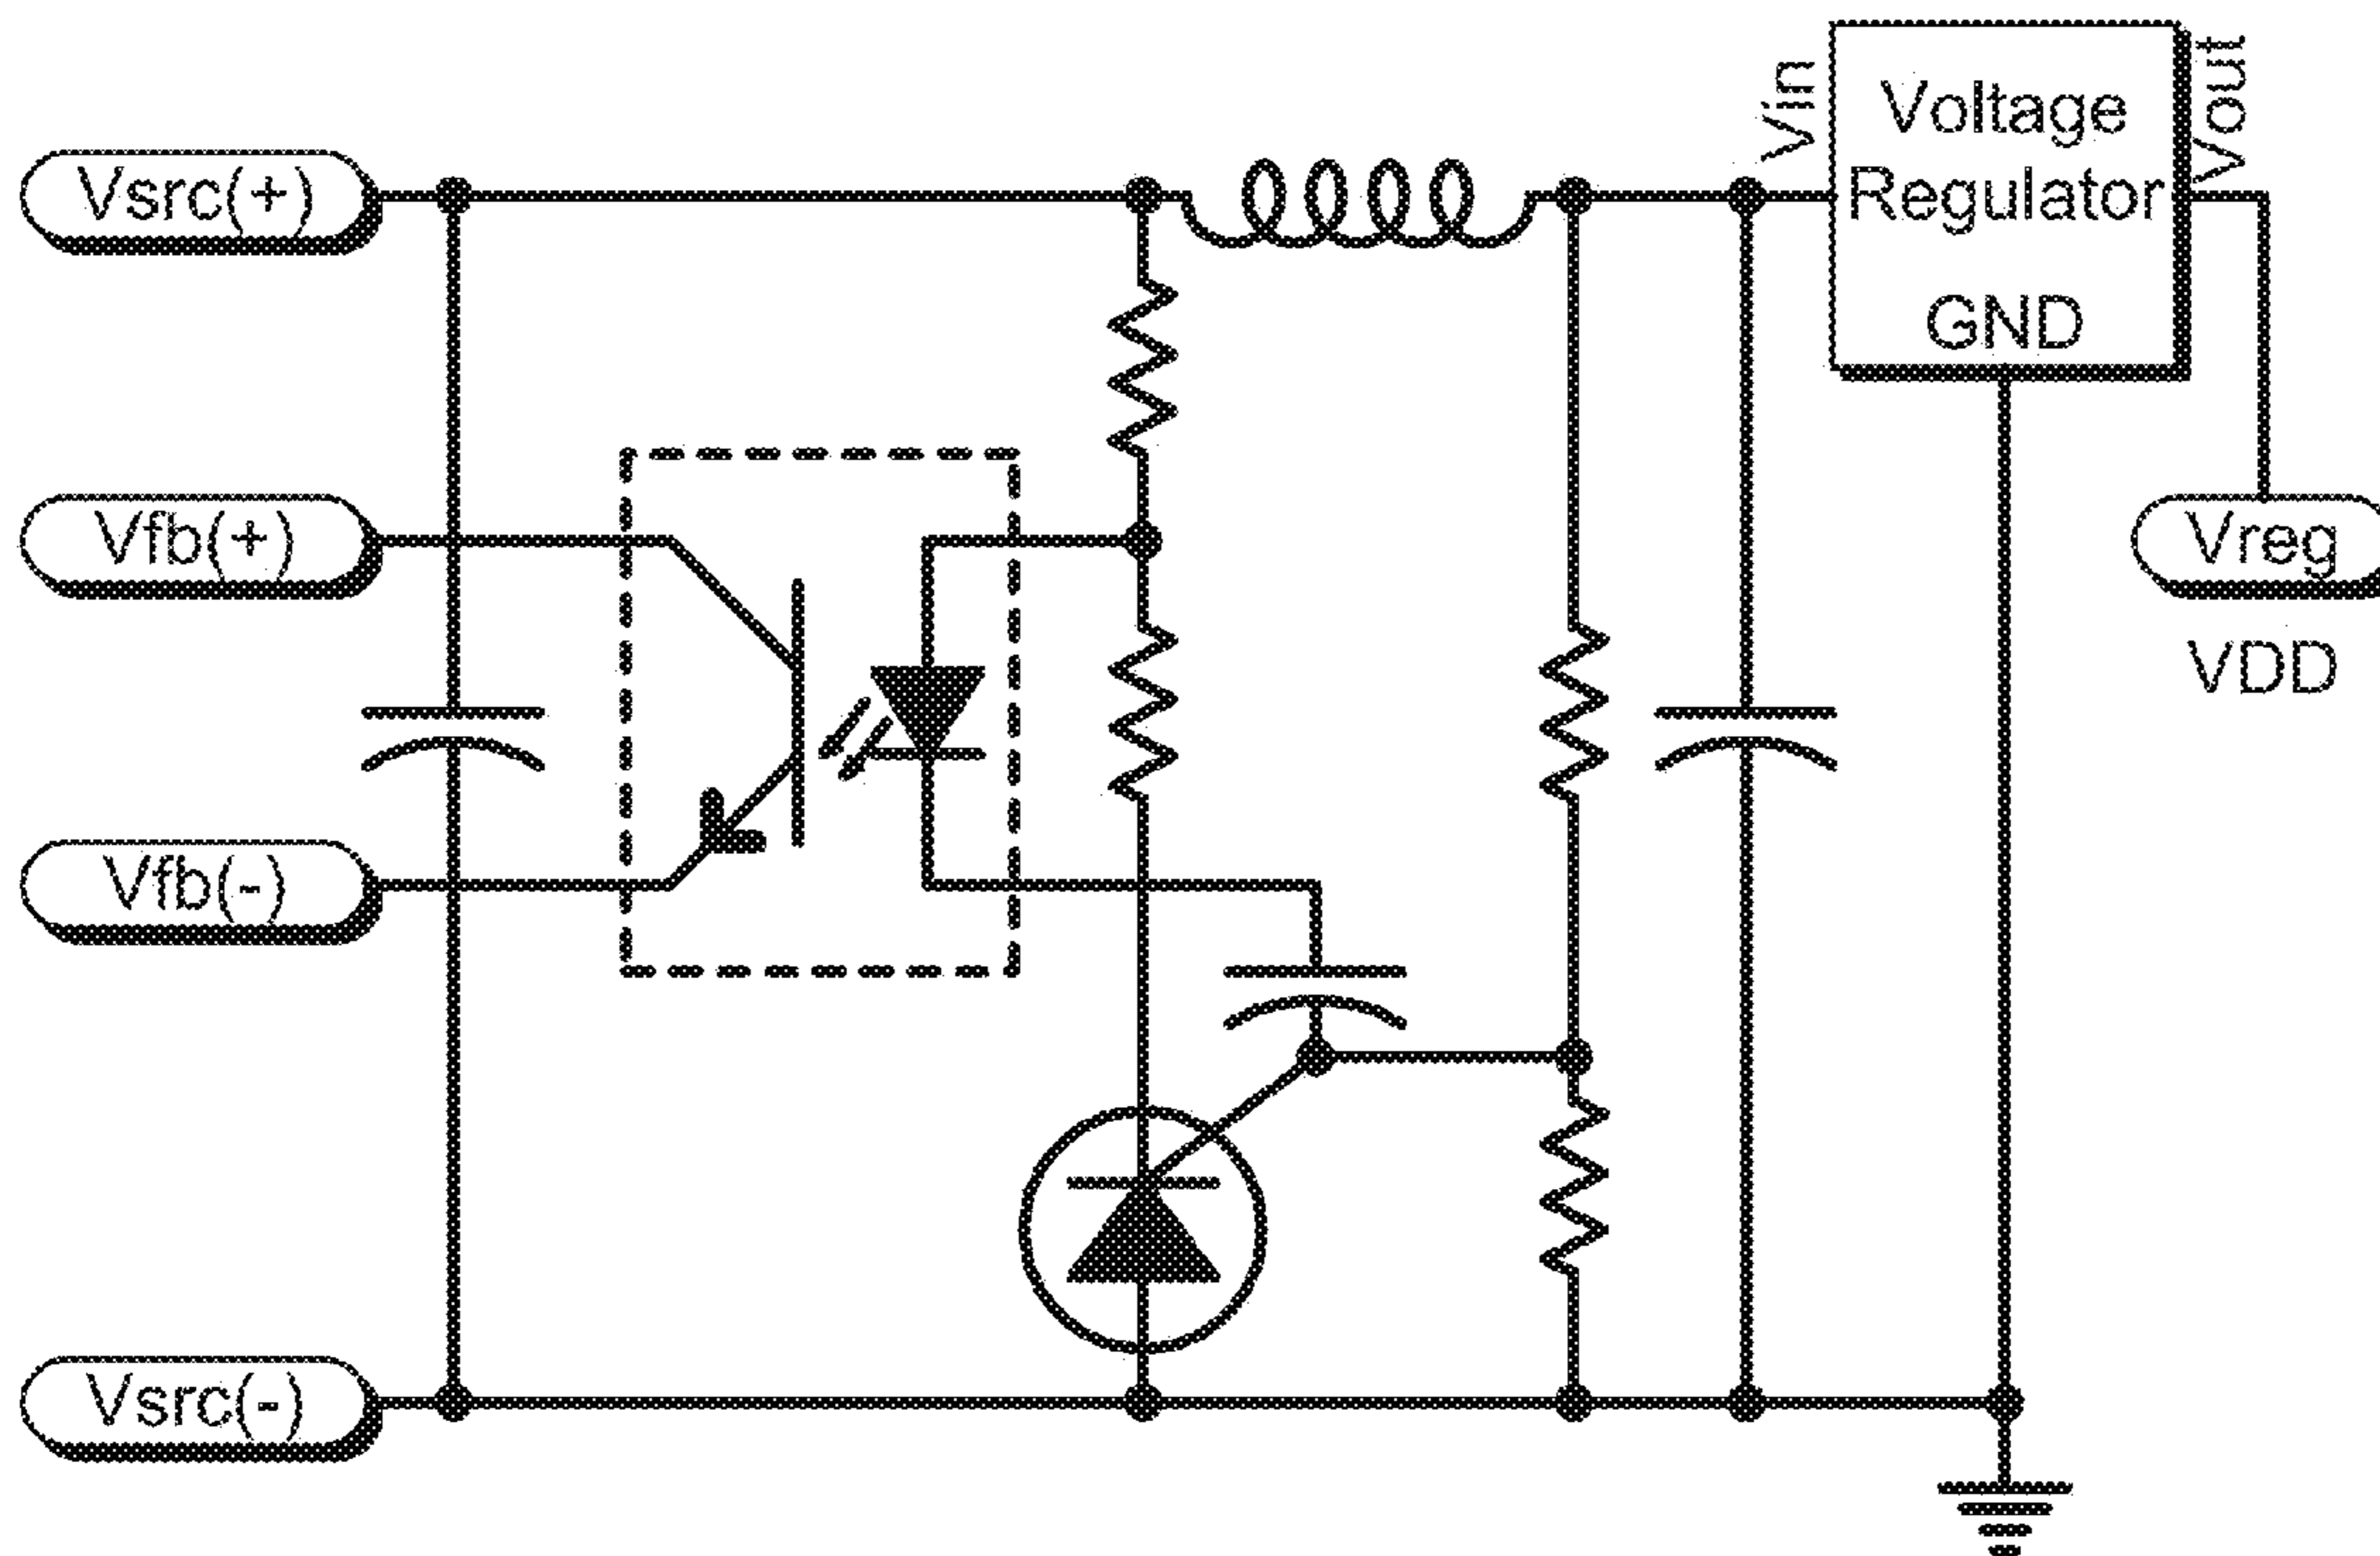 Vin
Voltage
Regulator
GND
Vout
Vsrc(+)
Vfb(+)
Vreg
VDD
Vfb(-)
Vsrc(-)